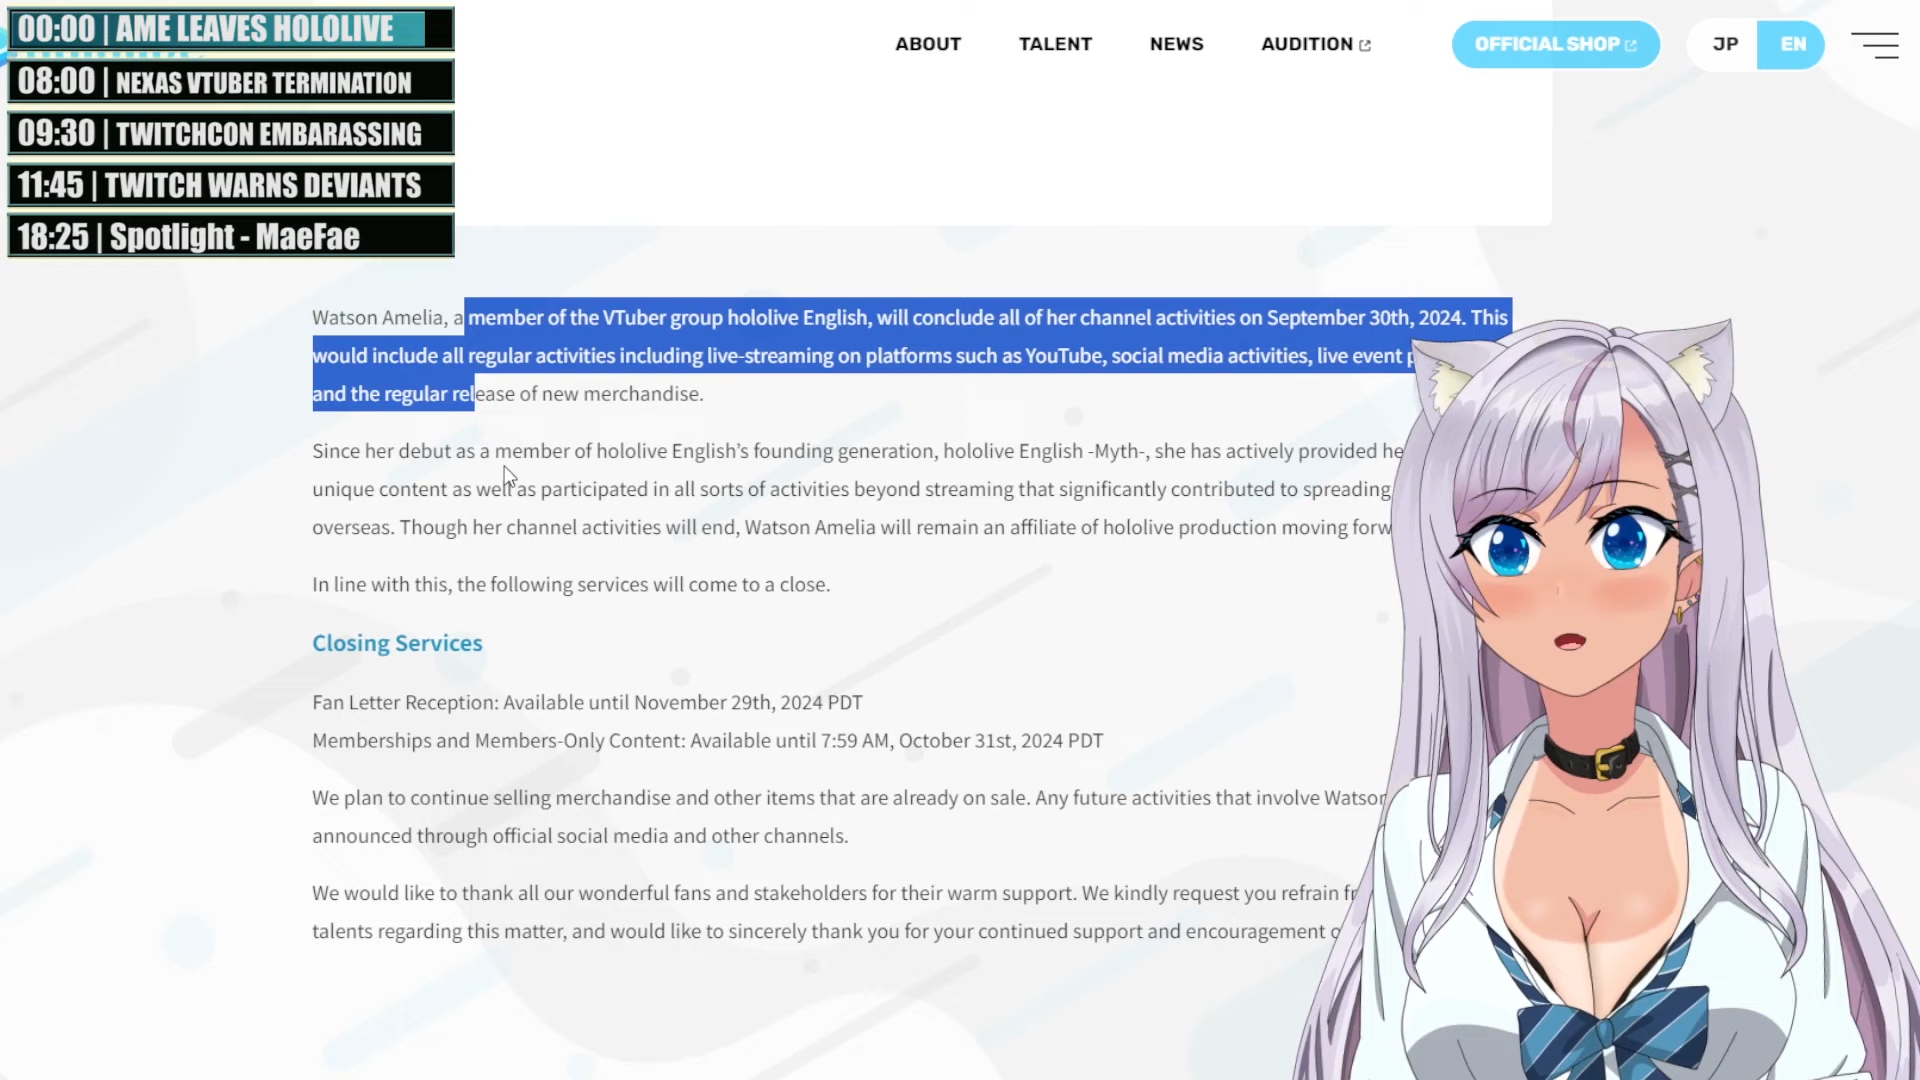 00:00 | AME LEAVES HOLOLIVE
08:00 | NEXAS VTUBER TERMINATION
09:30 | TWITCHCON EMBARASSING
11:45 | TWITCH WARNS DEVIANTS
18:25 | Spotlight - MaeFae
ABOUT TALENT NEWS AUDITION OFFICIAL SHOP JP EN
Watson Amelia, a member of the VTuber group hololive English, will conclude all of her channel activities on September 30th, 2024. This
would include all regular activities including live-streaming on platforms such as YouTube, social media activities, live event
and the regular release of new merchandise.
Since her debut as a member of hololive English’s founding generation, hololive English -Myth-, she has actively provided
unique content as well as participated in all sorts of activities beyond streaming that significantly contributed to spreading
overseas. Though her channel activities will end, Watson Amelia will remain an affiliate of hololive production moving
In line with this, the following services will come to a close.
Closing Services
Fan Letter Reception: Available until November 29th, 2024 PDT
Memberships and Members-Only Content: Available until 7:59 AM, October 31st, 2024 PDT
We plan to continue selling merchandise and other items that are already on sale. Any future activities that involve Watson
announced through official social media and other channels.
We would like to thank all our wonderful fans and stakeholders for their warm support. We kindly request you refrain
talents regarding this matter, and would like to sincerely thank you for your continued support and encouragement